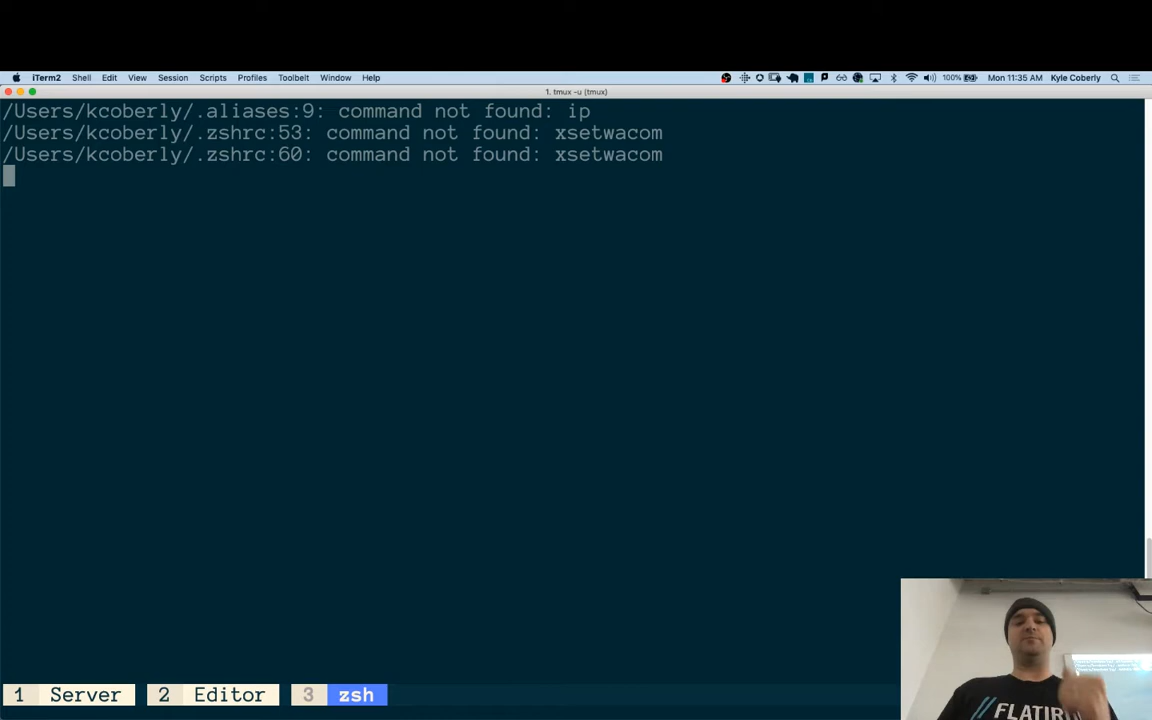 iTerm2 Shell Edit View Session Scripts Profiles Toolbelt Window Help 100% Mon 11:35 AM Kyle Coberly
1. tmux -u (tmux)
/Users/kcoberly/.aliases:9: command not found: ip
/Users/kcoberly/.zshrc:53: command not found: xsetwacom
/Users/kcoberly/.zshrc:60: command not found: xsetwacom
1 Server 2 Editor 3 zsh
// FLATIR